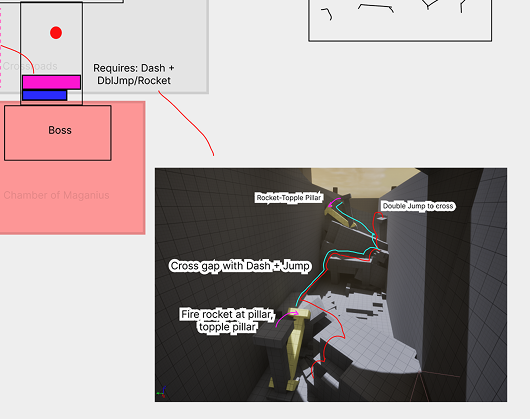 Crossroads
Requires: Dash +
DblJmp/Rocket
Boss
Chamber of Maganius
Rocket-Topple Pillar
Double Jump to cross
Cross gap with Dash + Jump
Fire rocket at pillar,
topple pillar